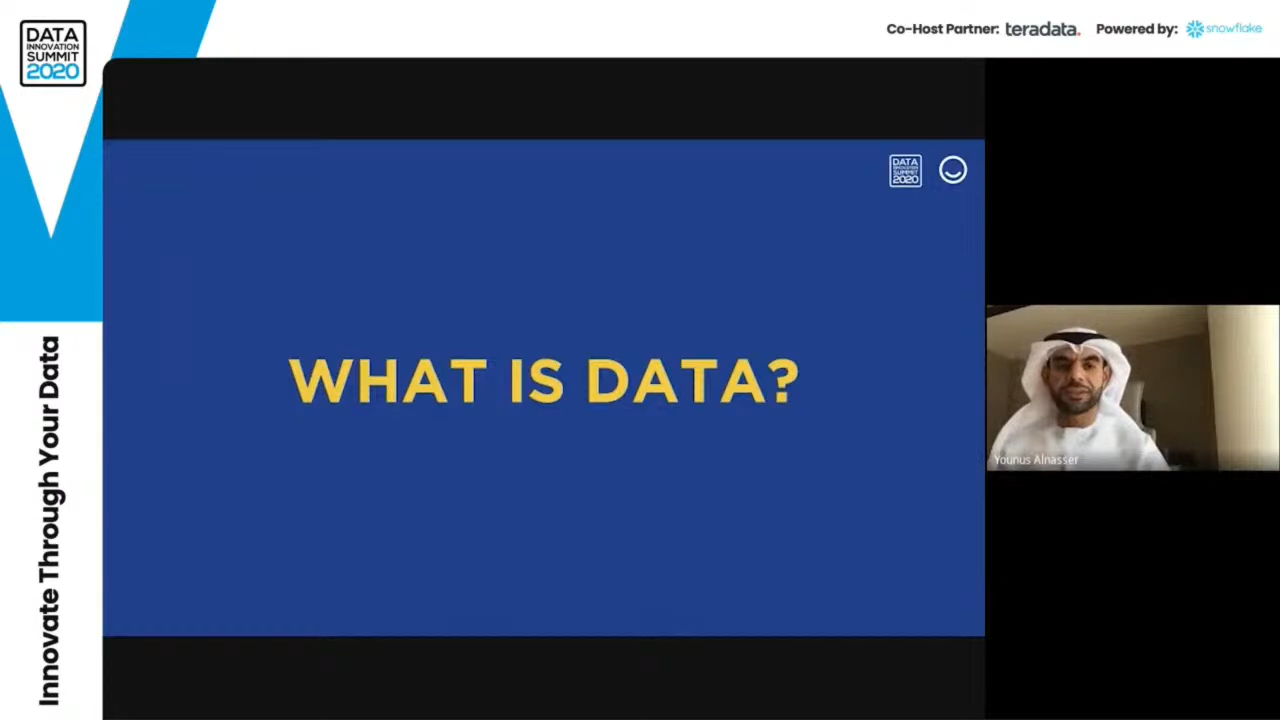 DATA
INNOVATION
SUMMIT
2020
Co-Host Partner: teradata. Powered by: snowflake
DATA
INNOVATION
SUMMIT
2020
WHAT IS DATA?
Younus Alnasser
Innovate Through Your Data